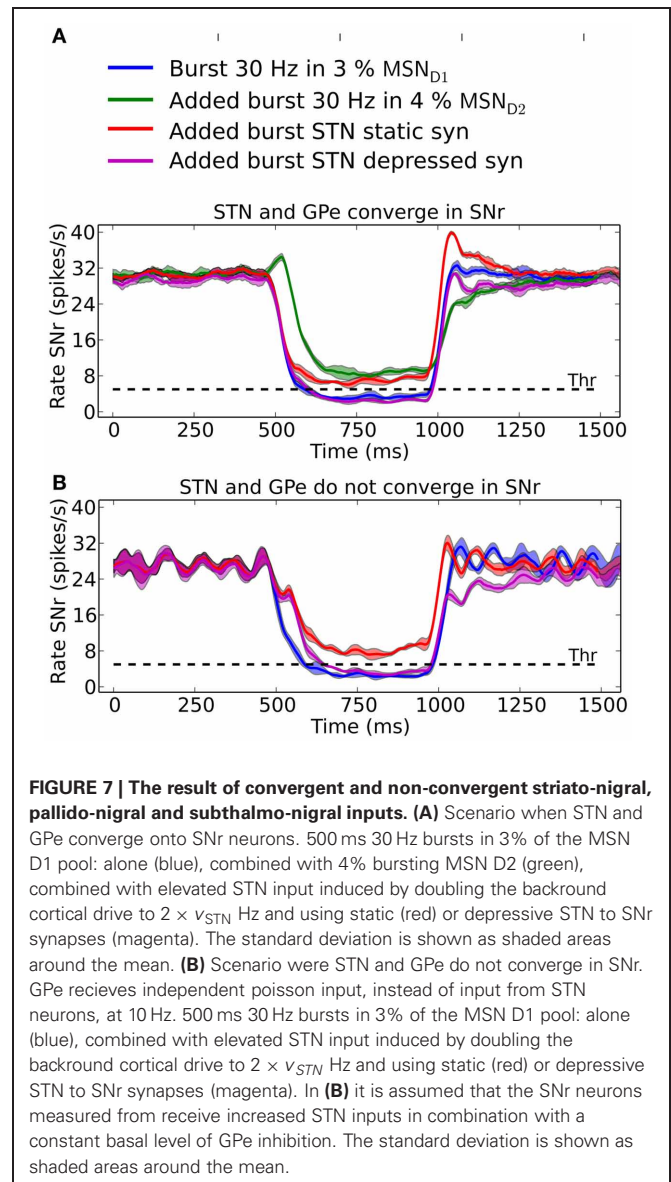 A
Burst 30 Hz in 3 % MSN_D1
Added burst 30 Hz in 4 % MSN_D2
Added burst STN static syn
Added burst STN depressed syn
STN and GPe converge in SNr
Rate SNr (spikes/s)
40
32
24
16
8
0
Thr
0 250 500 750 1000 1250 1500
Time (ms)
B
STN and GPe do not converge in SNr
Rate SNr (spikes/s)
40
32
24
16
8
0
Thr
0 250 500 750 1000 1250 1500
Time (ms)
FIGURE 7 | The result of convergent and non-convergent striato-nigral,
pallido-nigral and subthalmo-nigral inputs. (A) Scenario when STN and
GPe converge onto SNr neurons. 500 ms 30 Hz bursts in 3% of the MSN
D1 pool: alone (blue), combined with 4% bursting MSN D2 (green),
combined with elevated STN input induced by doubling the backround
cortical drive to 2 × ν_STN Hz and using static (red) or depressive STN to SNr
synapses (magenta). The standard deviation is shown as shaded areas
around the mean. (B) Scenario were STN and GPe do not converge in SNr.
GPe recieves independent poisson input, instead of input from STN
neurons, at 10 Hz. 500 ms 30 Hz bursts in 3% of the MSN D1 pool: alone
(blue), combined with elevated STN input induced by doubling the
backround cortical drive to 2 × ν_STN Hz and using static (red) or depressive
STN to SNr synapses (magenta). In (B) it is assumed that the SNr neurons
measured from receive increased STN inputs in combination with a
constant basal level of GPe inhibition. The standard deviation is shown as
shaded areas around the mean.